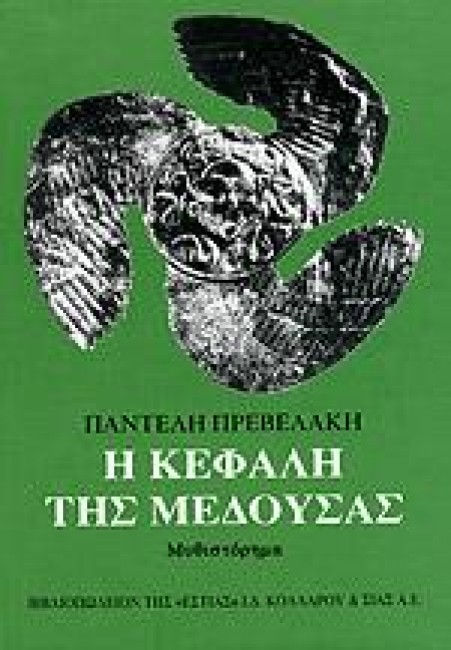 ΠΑΝΤΕΛΗ ΠΡΕΒΕΛΑΚΗ
Η ΚΕΦΑΛΗ
ΤΗΣ ΜΕΔΟΥΣΑΣ
Μυθιστόρημα
ΒΙΒΛΙΟΠΩΛΕΙΟΝ ΤΗΣ «ΕΣΤΙΑΣ» Ι.Δ. ΚΟΛΛΑΡΟΥ & ΣΙΑΣ Α.Ε.